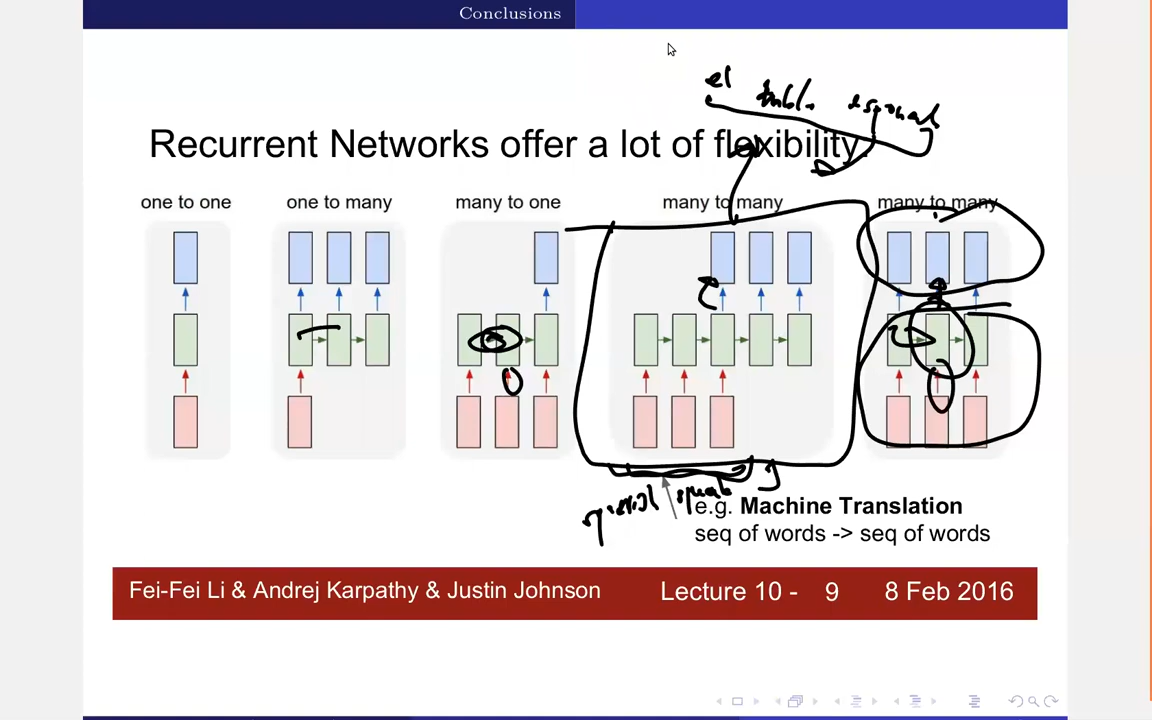 Conclusions
el
Recurrent Networks offer a lot of flexibility:
one to one
one to many
many to one
many to many
many to many
e.g. Machine Translation
seq of words -> seq of words
Fei-Fei Li & Andrej Karpathy & Justin Johnson
Lecture 10 - 9
8 Feb 2016